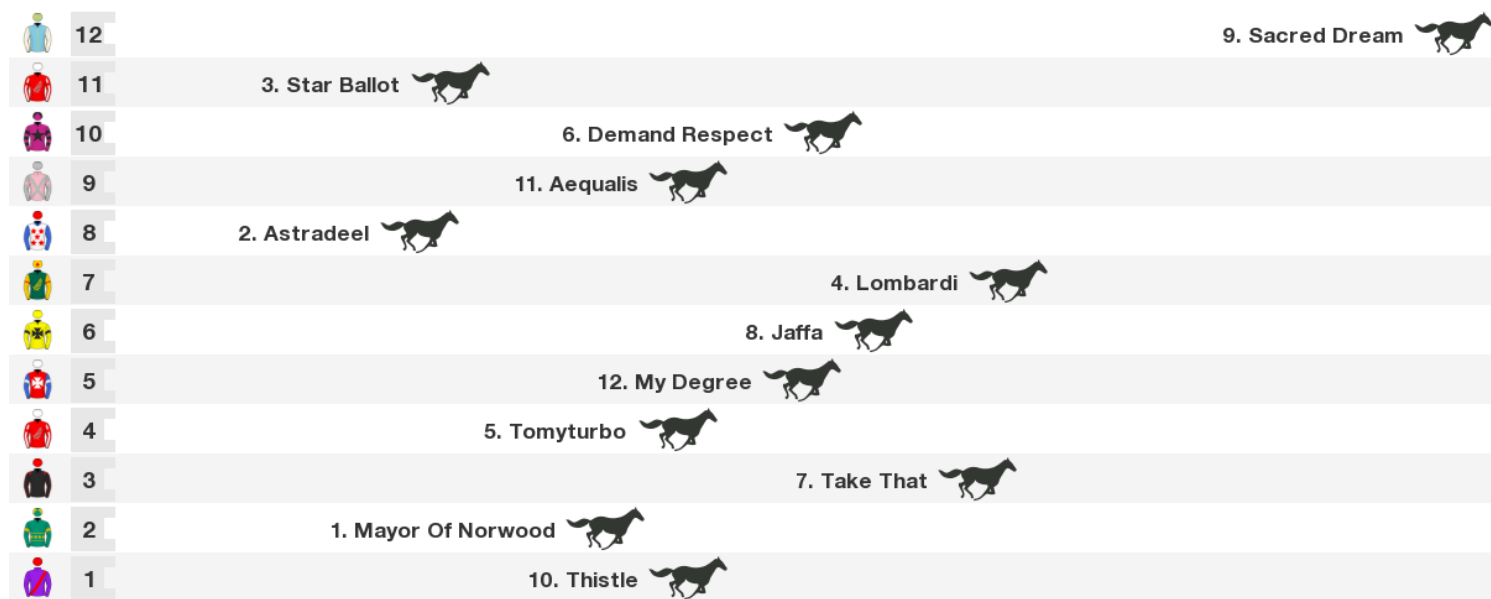 12 9. Sacred Dream
11 3. Star Ballot
10 6. Demand Respect
9 11. Aequalis
8 2. Astradeel
7 4. Lombardi
6 8. Jaffa
5 12. My Degree
4 5. Tomyturbo
3 7. Take That
2 1. Mayor Of Norwood
1 10. Thistle